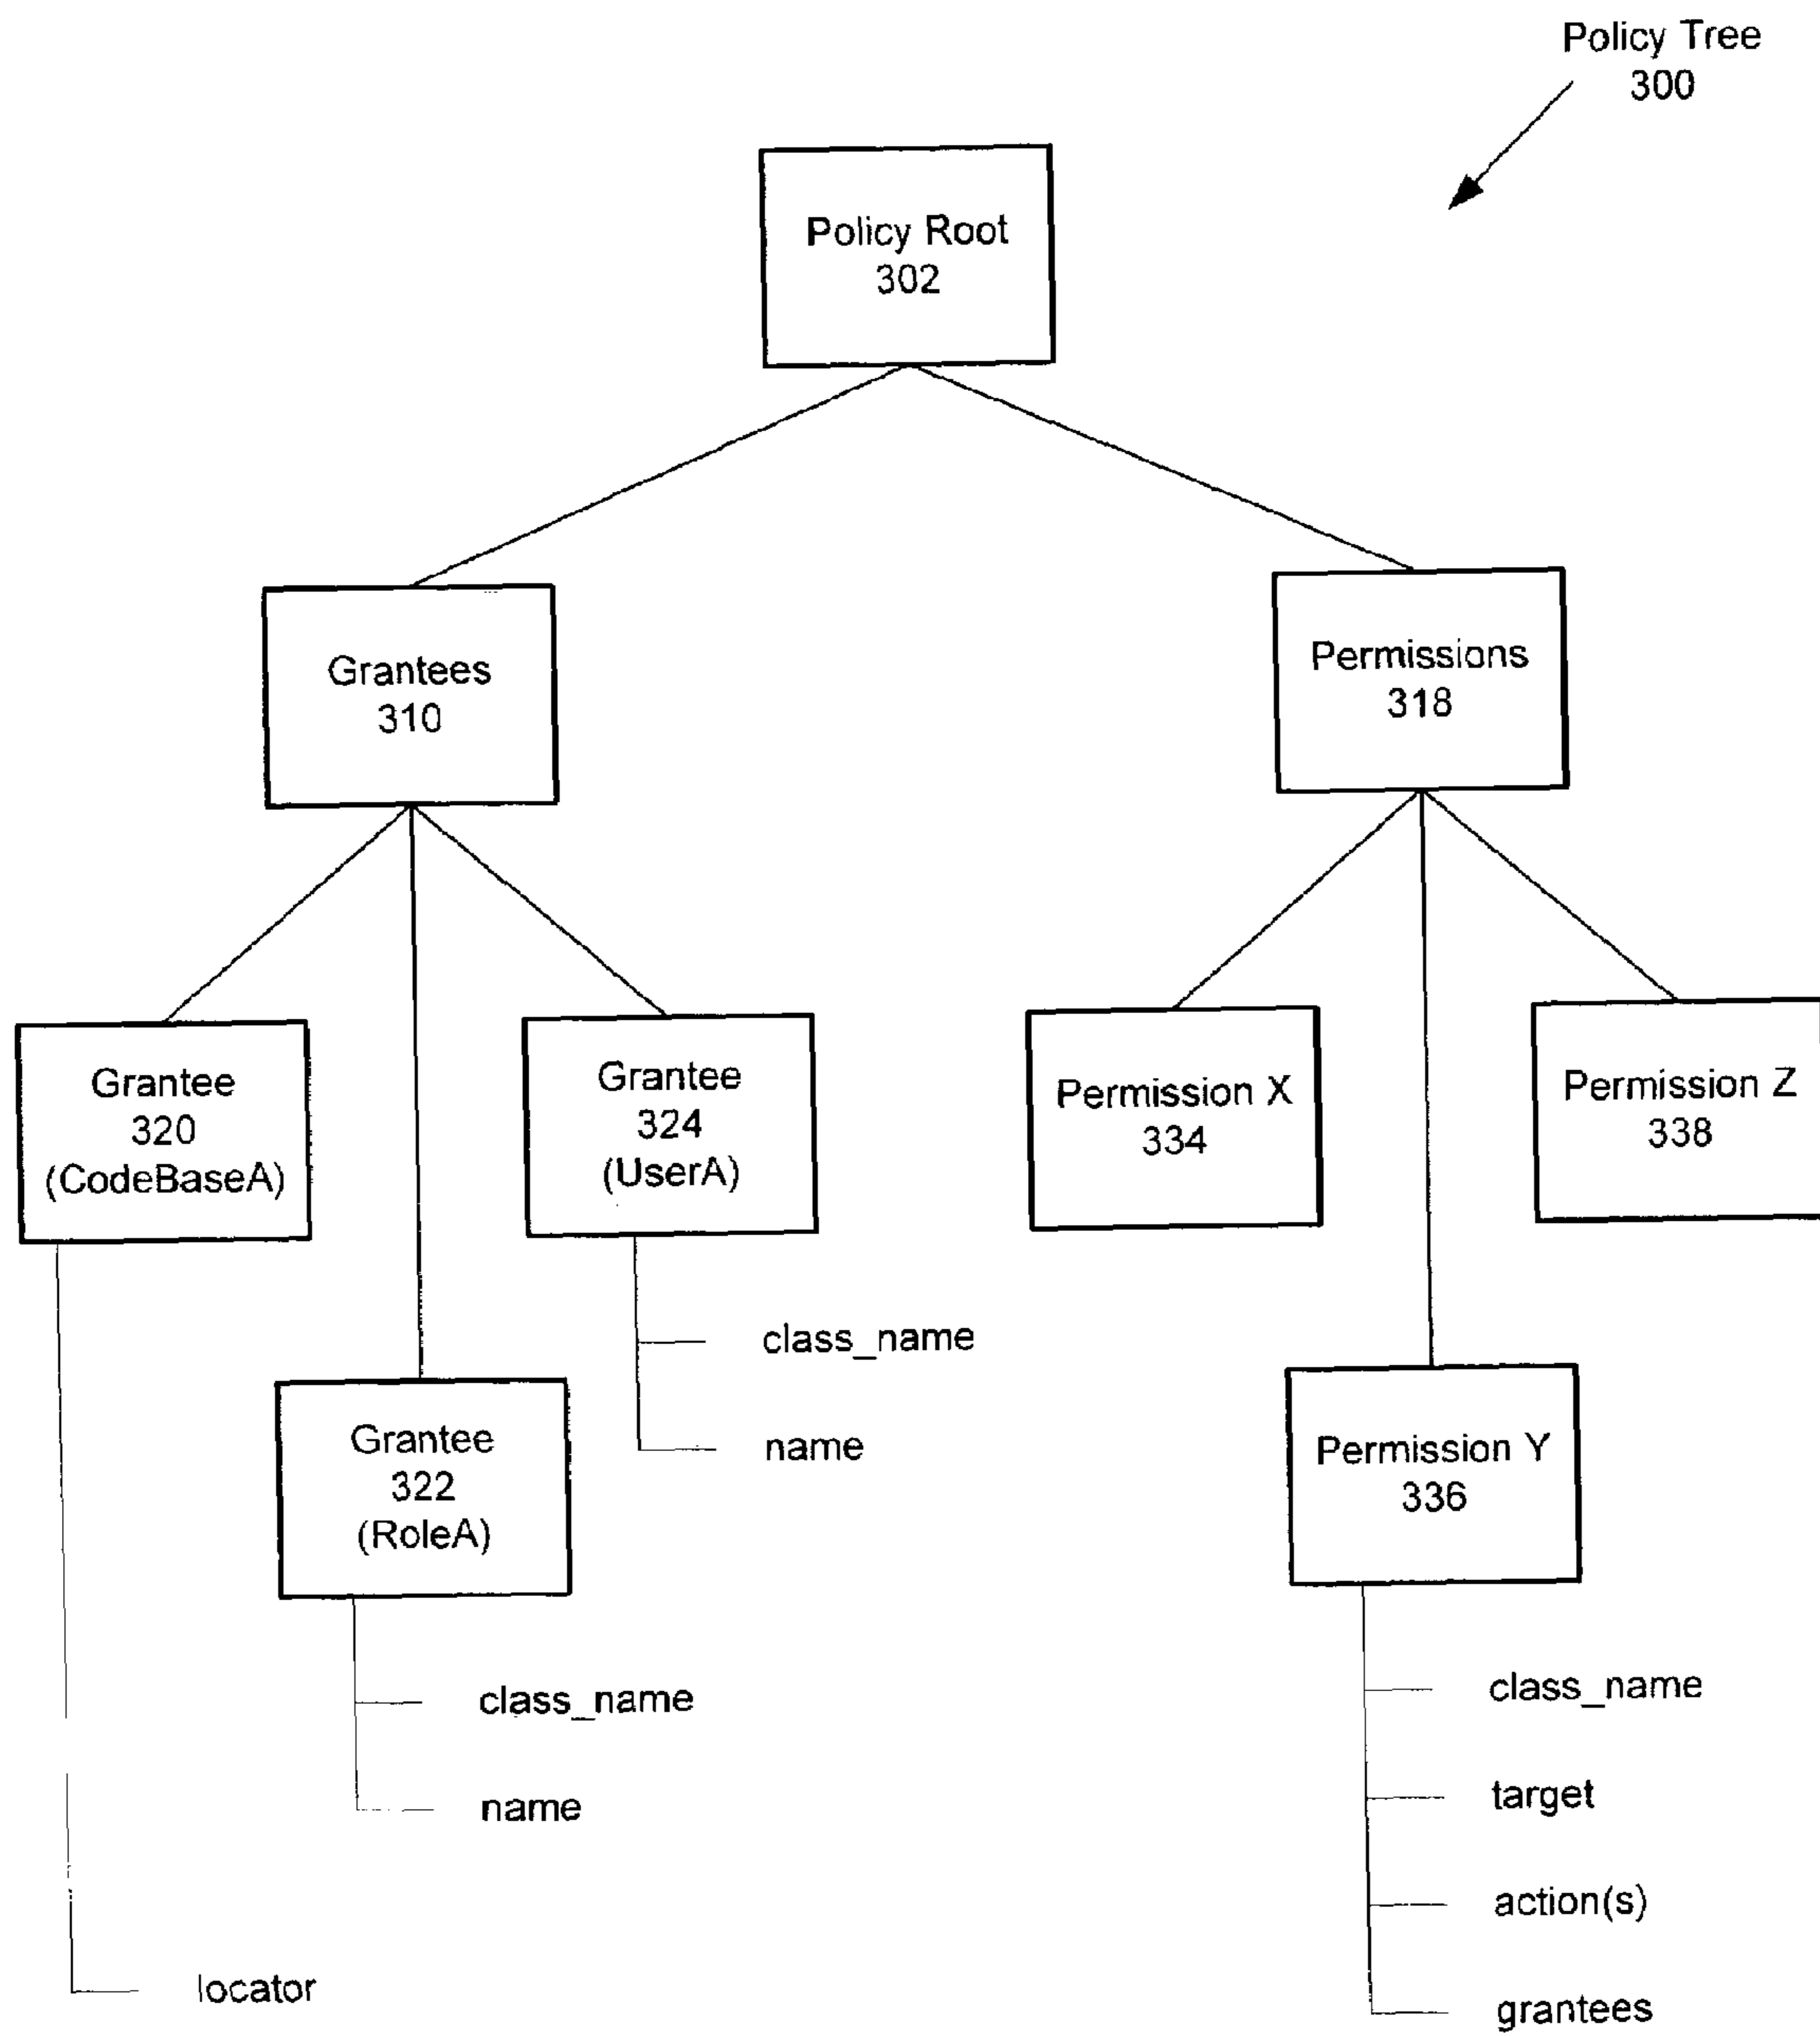 Policy Tree
300
Policy Root
302
Grantees
310
Permissions
318
Grantee
320
(CodeBaseA)
Grantee
324
(UserA)
Permission X
334
Permission Z
338
class_name
name
Grantee
322
(RoleA)
Permission Y
336
class_name
name
class_name
target
action(s)
grantees
locator